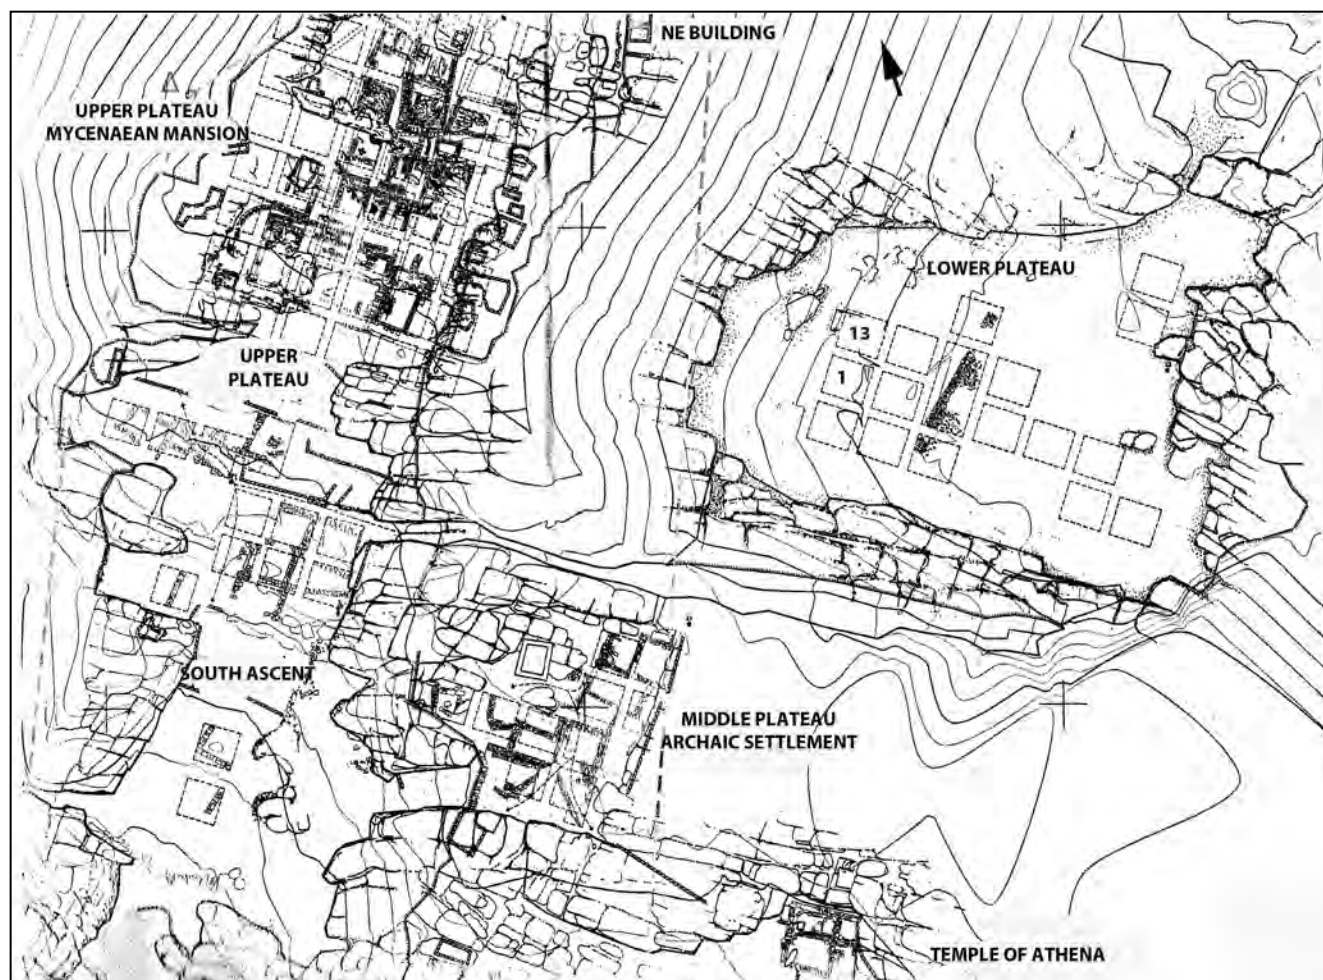 NE BUILDING
UPPER PLATEAU
MYCENAEAN MANSION
LOWER PLATEAU
13
1
UPPER
PLATEAU
SOUTH ASCENT
MIDDLE PLATEAU
ARCHAIC SETTLEMENT
TEMPLE OF ATHENA